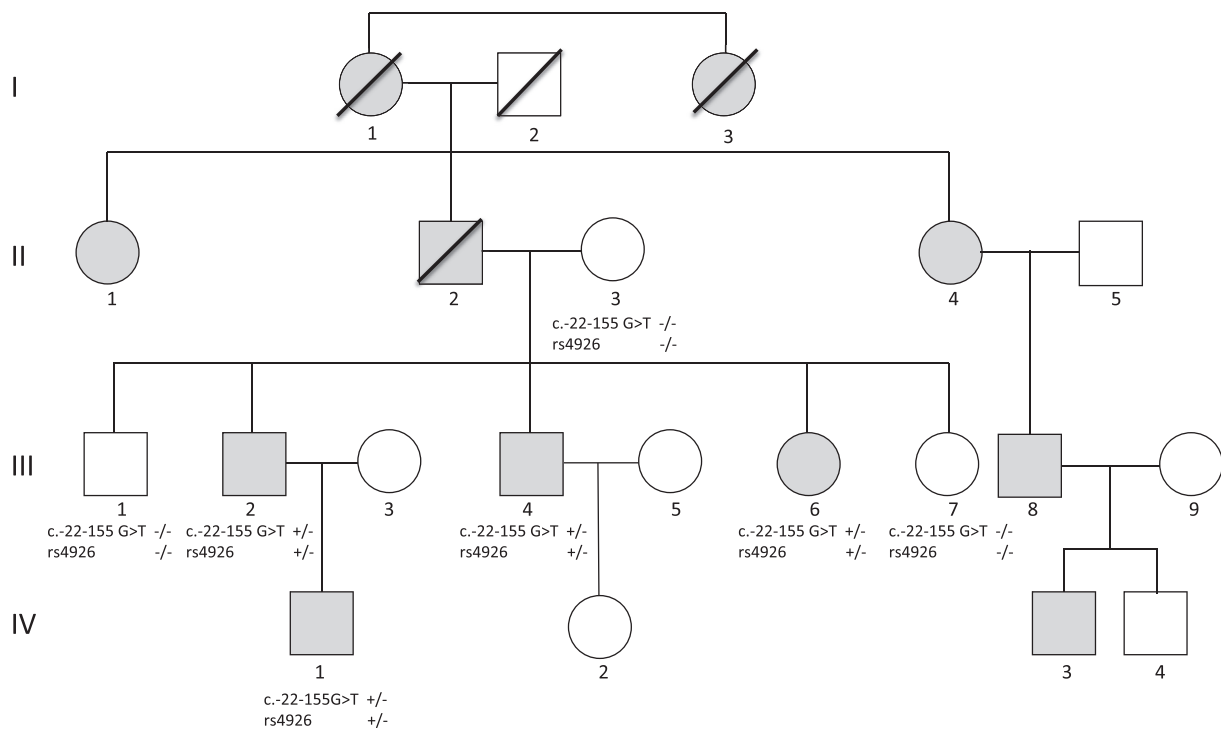 I
1 2 3
II
1 2 3 4 5
c.-22-155 G>T -/-
rs4926 -/-
III
1 2 3 4 5 6 7 8 9
c.-22-155 G>T -/- c.-22-155 G>T +/- c.-22-155 G>T +/- c.-22-155 G>T +/- c.-22-155 G>T -/-
rs4926 -/- rs4926 +/- rs4926 +/- rs4926 +/- rs4926 -/-
IV
1 2 3 4
c.-22-155G>T +/-
rs4926 +/-